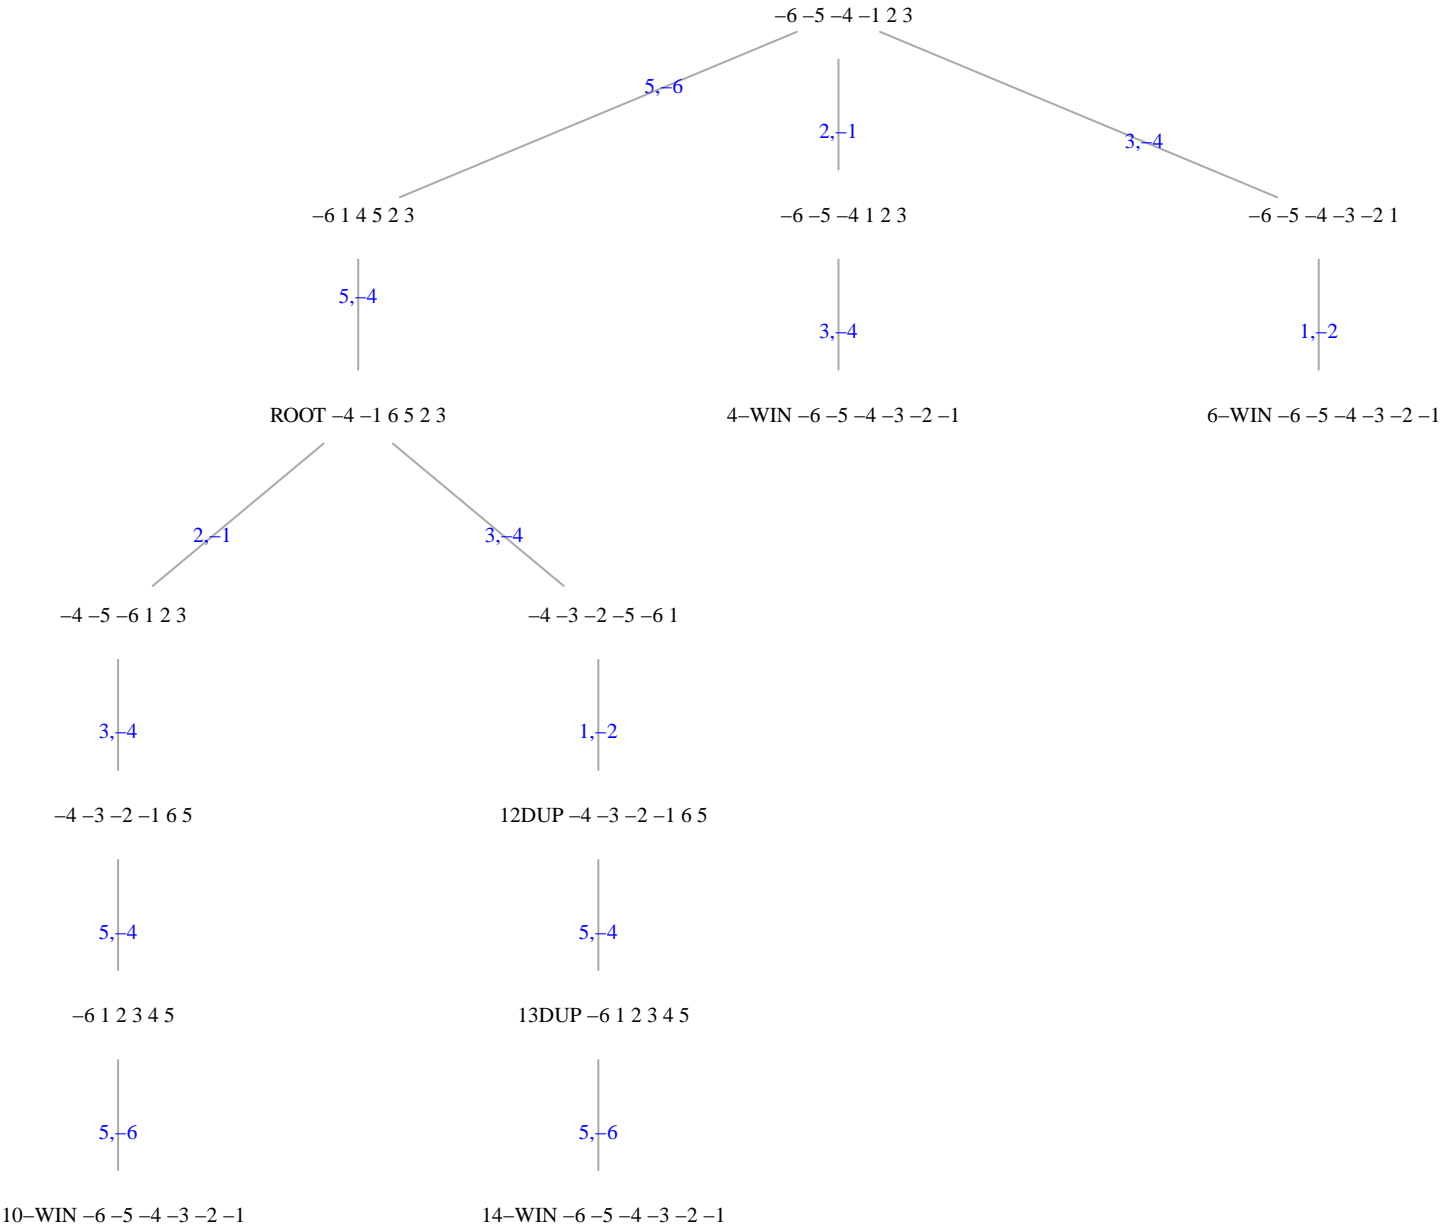 –6 –5 –4 –1 2 3
5,–6
2,–1
3,–4
–6 1 4 5 2 3
–6 –5 –4 1 2 3
–6 –5 –4 –3 –2 1
5,–4
3,–4
1,–2
ROOT –4 –1 6 5 2 3
4–WIN –6 –5 –4 –3 –2 –1
6–WIN –6 –5 –4 –3 –2 –1
2,–1
3,–4
–4 –5 –6 1 2 3
–4 –3 –2 –5 –6 1
3,–4
1,–2
–4 –3 –2 –1 6 5
12DUP –4 –3 –2 –1 6 5
5,–4
5,–4
–6 1 2 3 4 5
13DUP –6 1 2 3 4 5
5,–6
5,–6
10–WIN –6 –5 –4 –3 –2 –1
14–WIN –6 –5 –4 –3 –2 –1